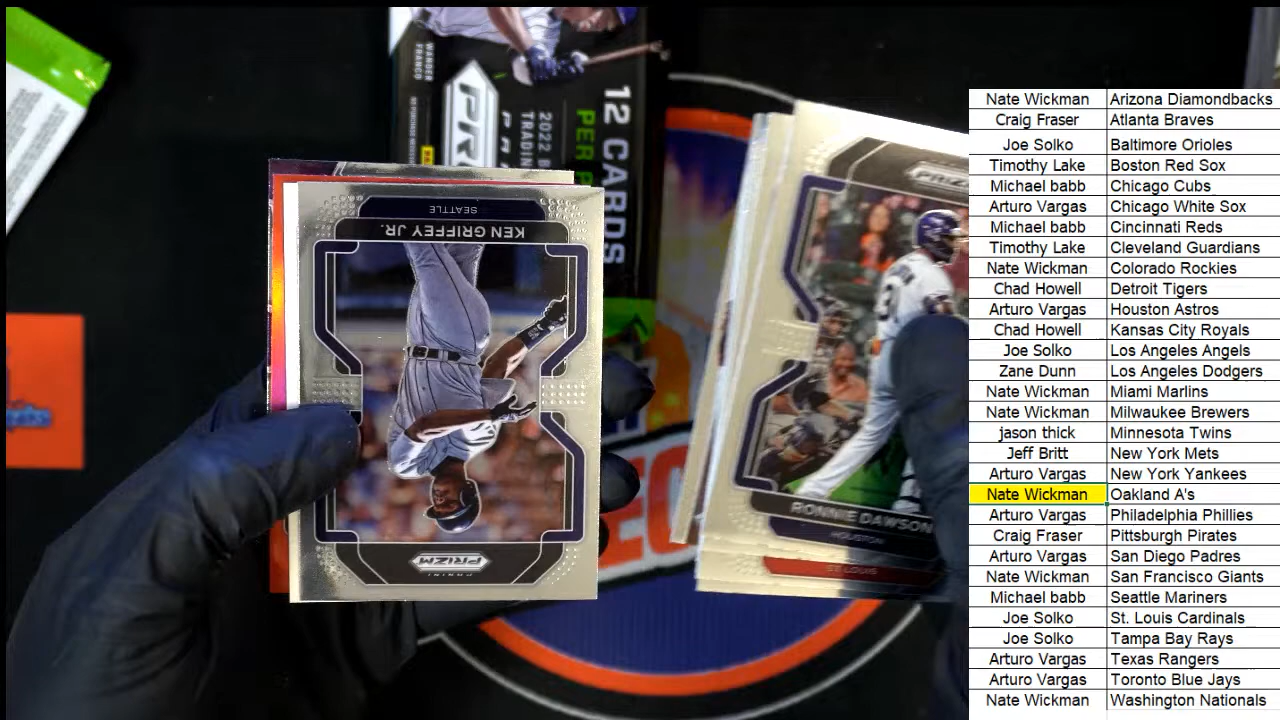 WANDER
FRANCO
12 CARDS
PER
2022
TRADIN
PRI
SEATTLE
KEN GRIFFEY JR.
PRIZM
PANINI
PRIZM
RONNIE DAWSON
HOUSTON
ST. LOUIS
Nate Wickman Arizona Diamondbacks
Craig Fraser Atlanta Braves
Joe Solko Baltimore Orioles
Timothy Lake Boston Red Sox
Michael babb Chicago Cubs
Arturo Vargas Chicago White Sox
Michael babb Cincinnati Reds
Timothy Lake Cleveland Guardians
Nate Wickman Colorado Rockies
Chad Howell Detroit Tigers
Arturo Vargas Houston Astros
Chad Howell Kansas City Royals
Joe Solko Los Angeles Angels
Zane Dunn Los Angeles Dodgers
Nate Wickman Miami Marlins
Nate Wickman Milwaukee Brewers
jason thick Minnesota Twins
Jeff Britt New York Mets
Arturo Vargas New York Yankees
Nate Wickman Oakland A's
Arturo Vargas Philadelphia Phillies
Craig Fraser Pittsburgh Pirates
Arturo Vargas San Diego Padres
Nate Wickman San Francisco Giants
Michael babb Seattle Mariners
Joe Solko St. Louis Cardinals
Joe Solko Tampa Bay Rays
Arturo Vargas Texas Rangers
Arturo Vargas Toronto Blue Jays
Nate Wickman Washington Nationals